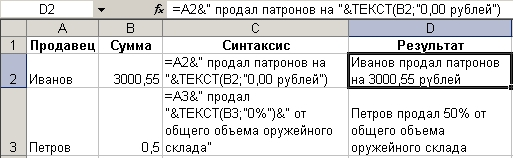 D2 fx =A2&" продал патронов на "&ТЕКСТ(B2;"0,00 рублей")
A B C D
1 Продавец Сумма Синтаксис Результат
2 Иванов 3000,55
=A2&" продал патронов на
"&ТЕКСТ(B2;"0,00 рублей")
Иванов продал патронов
на 3000,55 рублей
3 Петров 0,5
=A3&" продал
"&ТЕКСТ(B3;"0%")&" от
общего объема оружейного
склада"
Петров продал 50% от
общего объема
оружейного склада